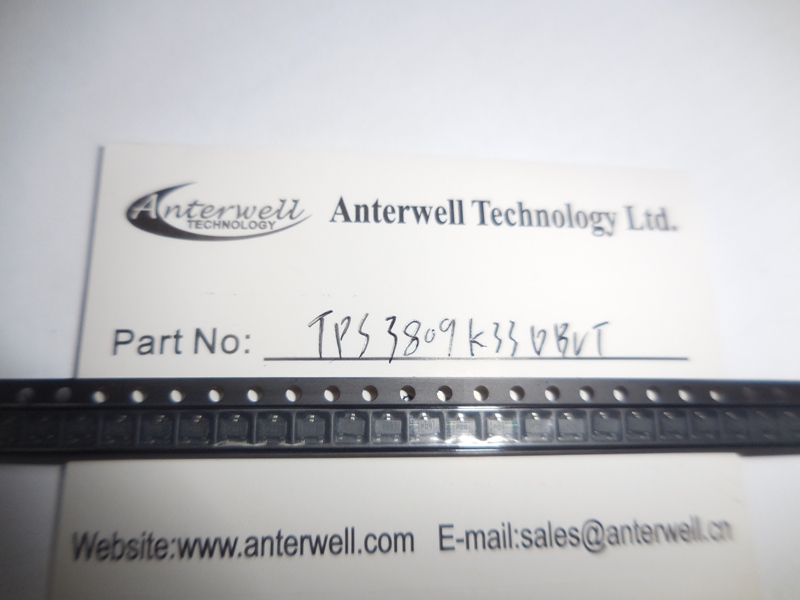 Anterwell
TECHNOLOGY
Anterwell Technology Ltd.
Part No: TPS3809K33DBVT
Website:www.anterwell.com E-mail:sales@anterwell.cn